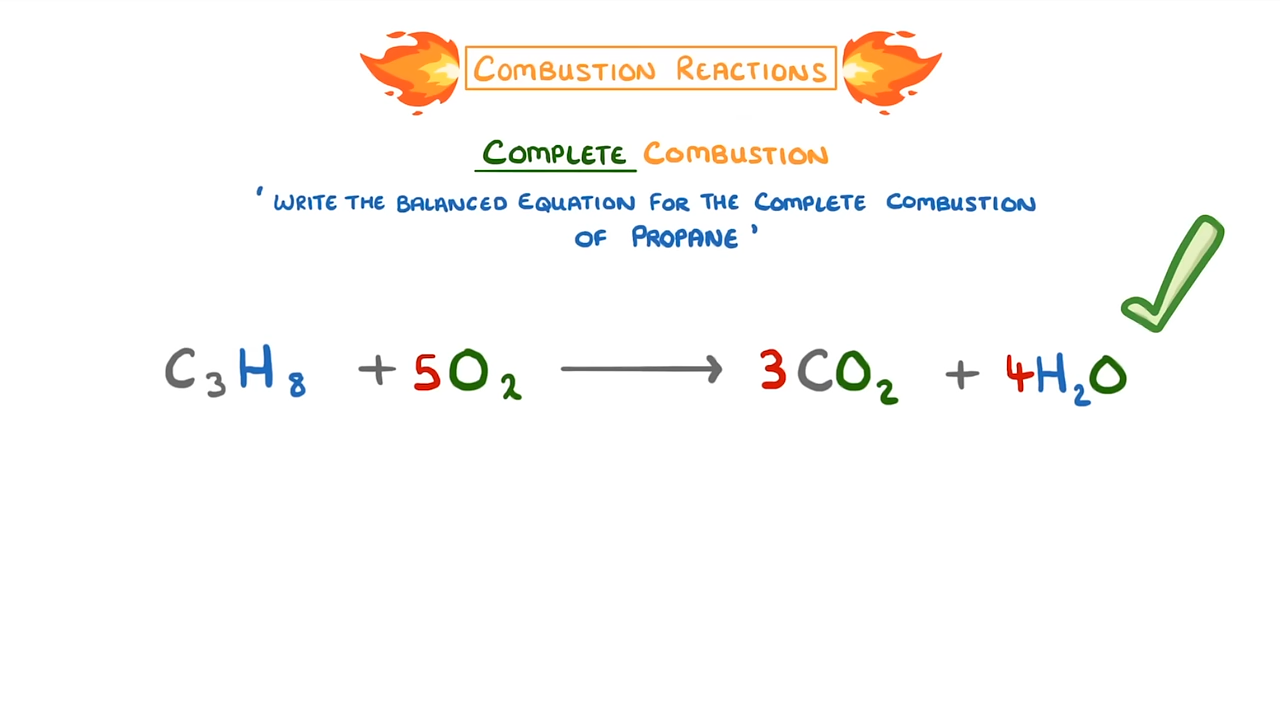 COMBUSTION REACTIONS
COMPLETE COMBUSTION
'WRITE THE BALANCED EQUATION FOR THE COMPLETE COMBUSTION
OF PROPANE'
C₃H₈ + 5O₂ ⟶ 3CO₂ + 4H₂O